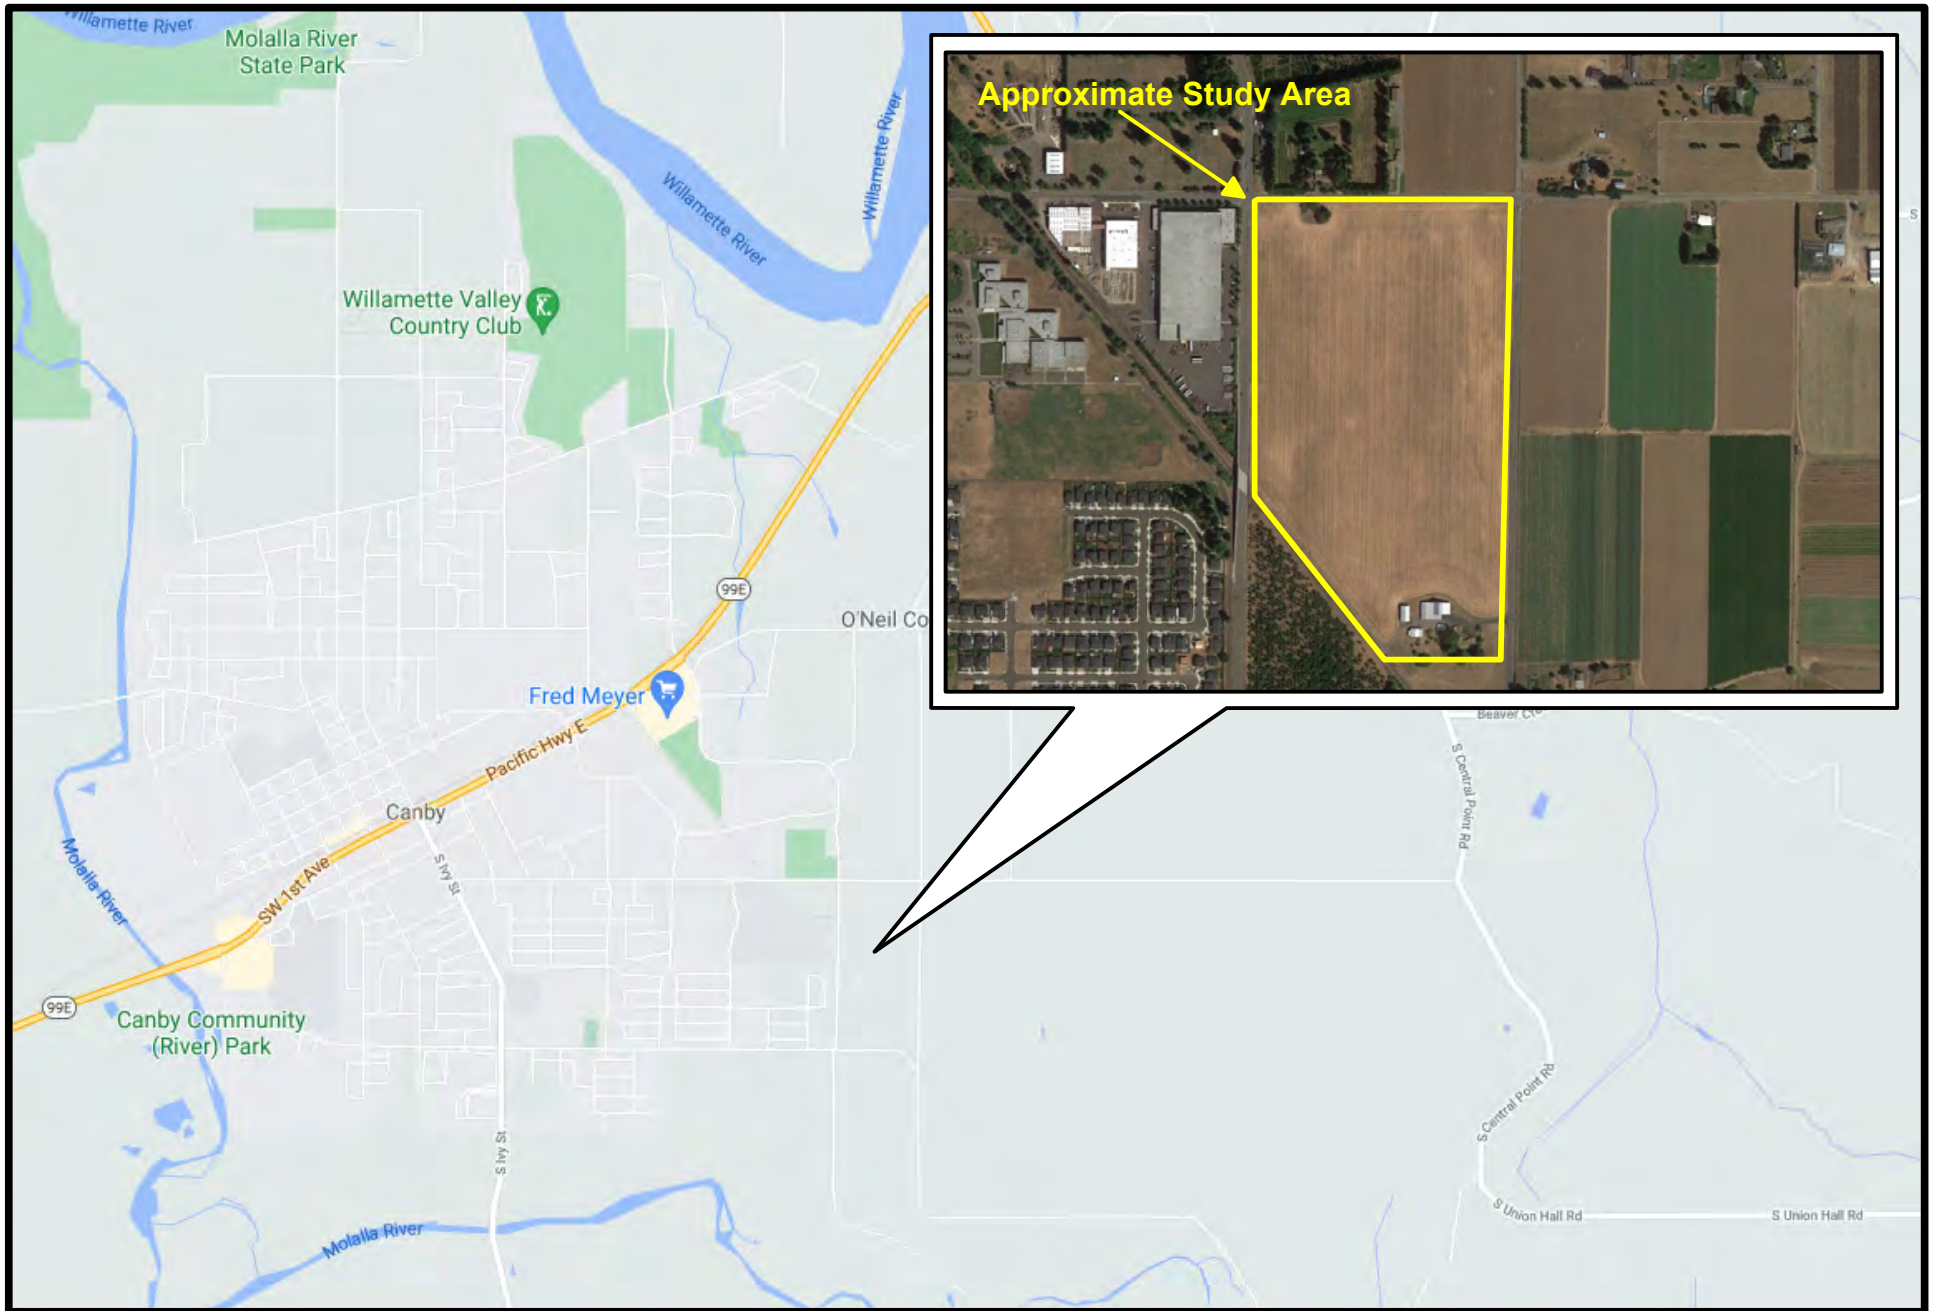 Willamette River
Molalla River
State Park
Approximate Study Area
Willamette River
Willamette River
S
Willamette Valley
Country Club
99E
O'Neil Co
Fred Meyer
Pacific Hwy E
Canby
S Ivy St
SW 1st Ave
Molalla River
99E
Canby Community
(River) Park
S Ivy St
Molalla River
S Central Point Rd
S Central Point Rd
S Union Hall Rd
S Union Hall Rd